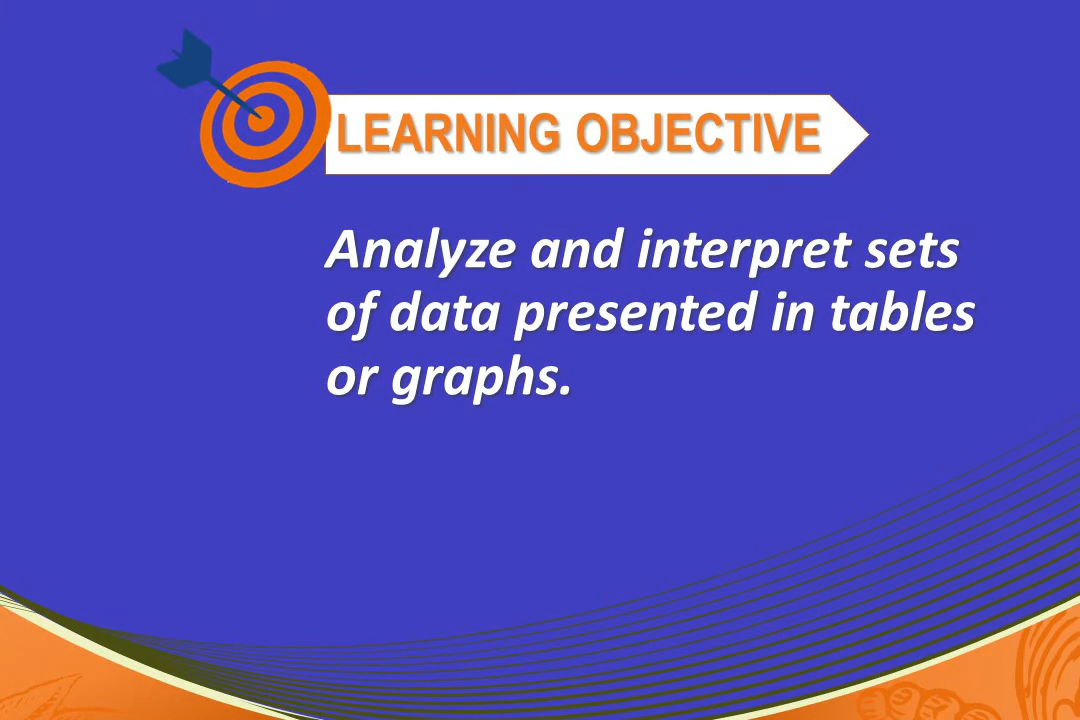 LEARNING OBJECTIVE
Analyze and interpret sets
of data presented in tables
or graphs.